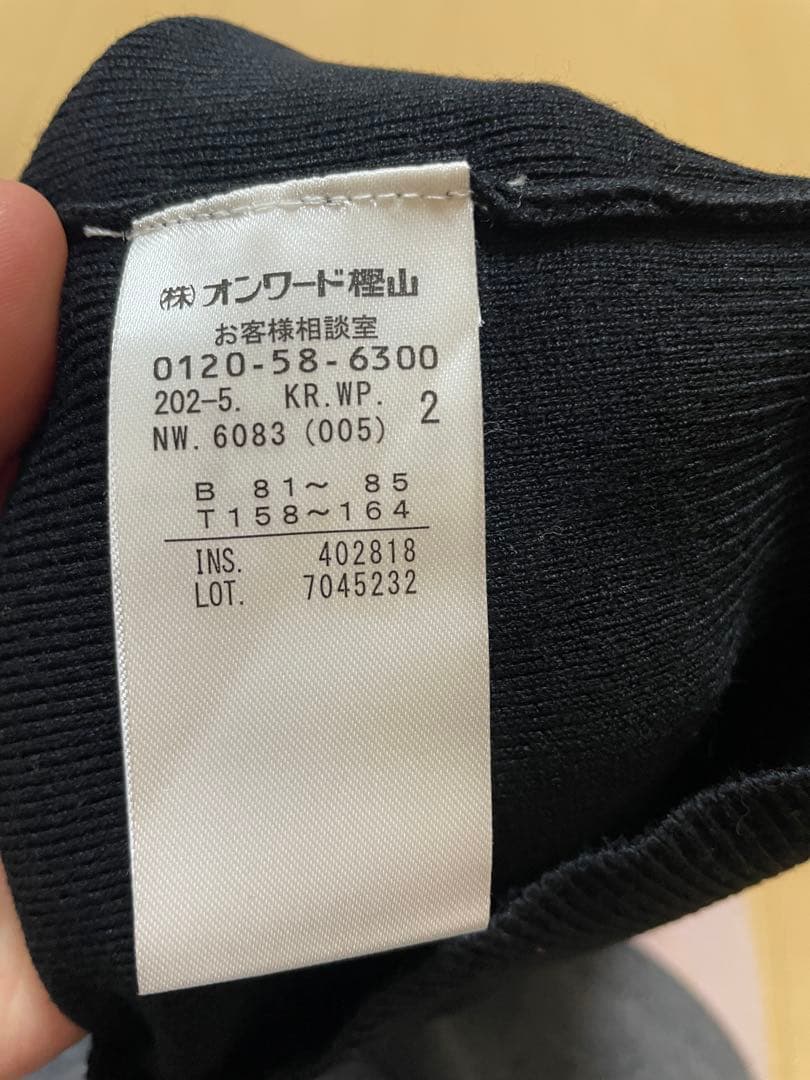 ㈱オンワード樫山
お客様相談室
0120-58-6300
202-5. KR.WP. 2
NW. 6083 (005)
B 81～ 85
T158～164
INS. 402818
LOT. 7045232